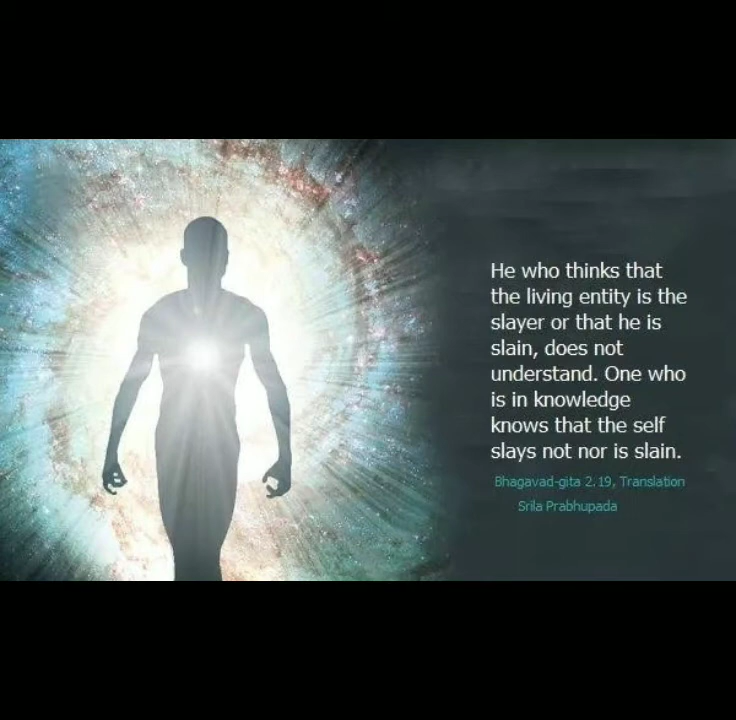 He who thinks that
the living entity is the
slayer or that he is
slain, does not
understand. One who
is in knowledge
knows that the self
slays not nor is slain.
Bhagavad-gita 2.19, Translation
Srila Prabhupada